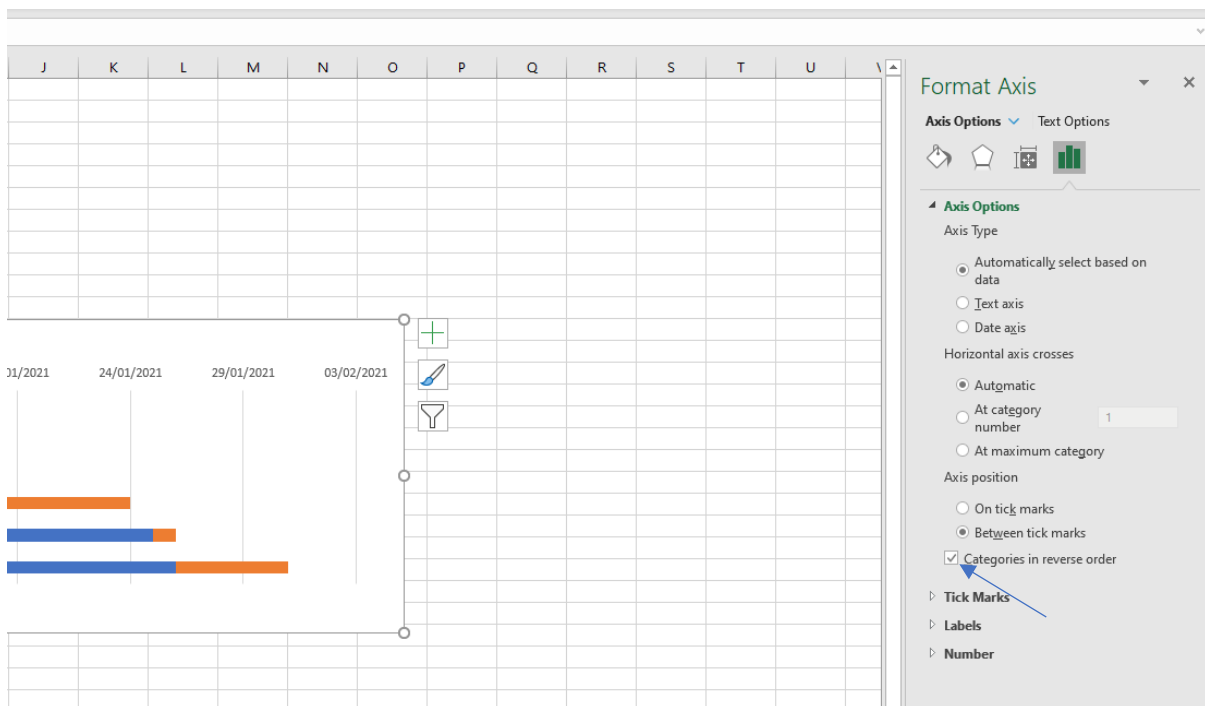 J K L M N O P Q R S T U
Format Axis
Axis Options Text Options
Axis Options
Axis Type
Automatically select based on
data
Text axis
Date axis
Horizontal axis crosses
Automatic
At category
number
1
At maximum category
Axis position
On tick marks
Between tick marks
Categories in reverse order
Tick Marks
Labels
Number
01/2021 24/01/2021 29/01/2021 03/02/2021